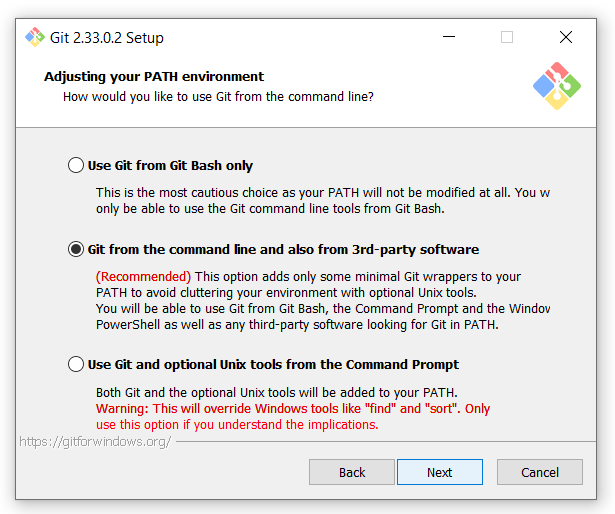 Git 2.33.0.2 Setup
Adjusting your PATH environment
How would you like to use Git from the command line?
Use Git from Git Bash only
This is the most cautious choice as your PATH will not be modified at all. You w
only be able to use the Git command line tools from Git Bash.
Git from the command line and also from 3rd-party software
(Recommended) This option adds only some minimal Git wrappers to your
PATH to avoid cluttering your environment with optional Unix tools.
You will be able to use Git from Git Bash, the Command Prompt and the Window
PowerShell as well as any third-party software looking for Git in PATH.
Use Git and optional Unix tools from the Command Prompt
Both Git and the optional Unix tools will be added to your PATH.
Warning: This will override Windows tools like "find" and "sort". Only
use this option if you understand the implications.
https://gitforwindows.org/
Back Next Cancel